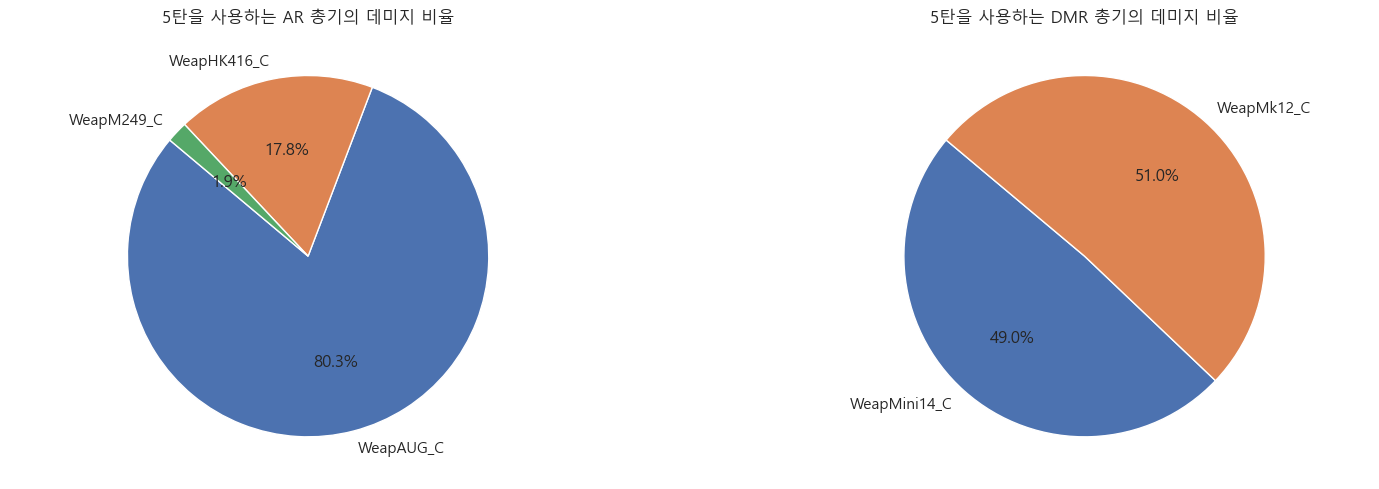 5탄을 사용하는 AR 총기의 데미지 비율
WeapHK416_C
WeapM249_C
17.8%
1.9%
80.3%
WeapAUG_C
5탄을 사용하는 DMR 총기의 데미지 비율
WeapMk12_C
51.0%
49.0%
WeapMini14_C